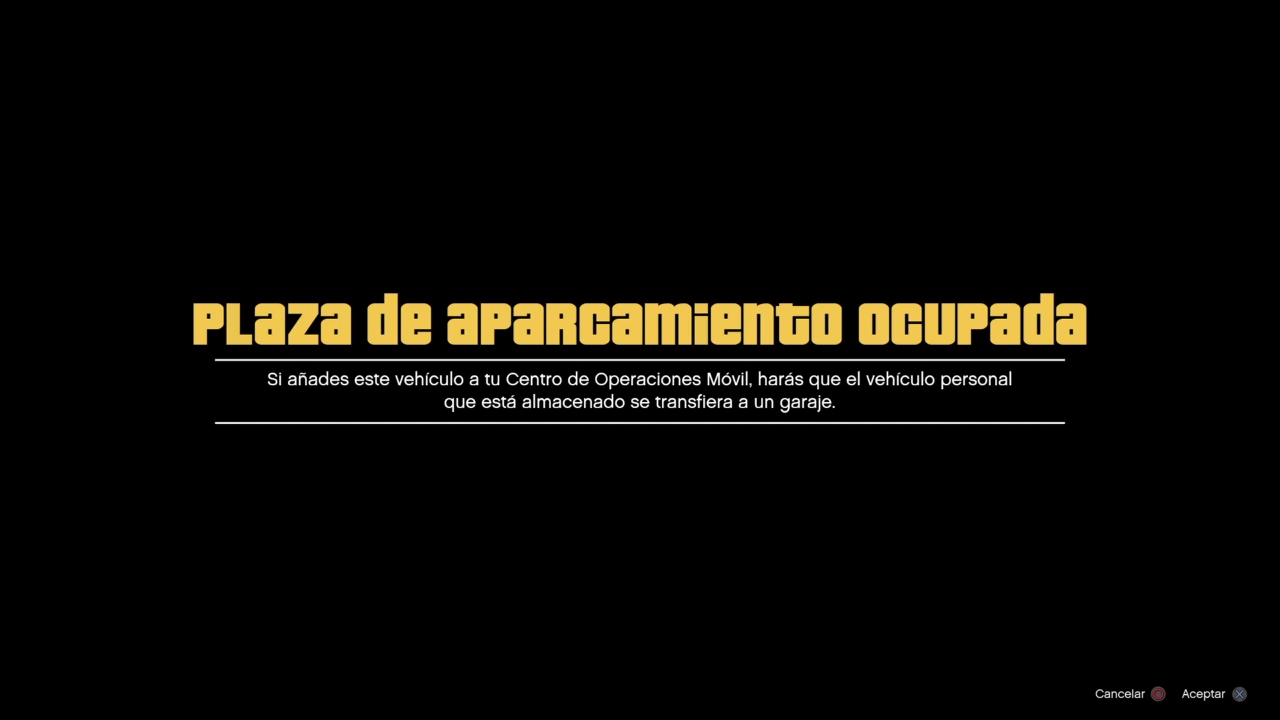 Plaza de aparcamiento ocupada
Si añades este vehículo a tu Centro de Operaciones Móvil, harás que el vehículo personal
que está almacenado se transfiera a un garaje.
Cancelar
Aceptar